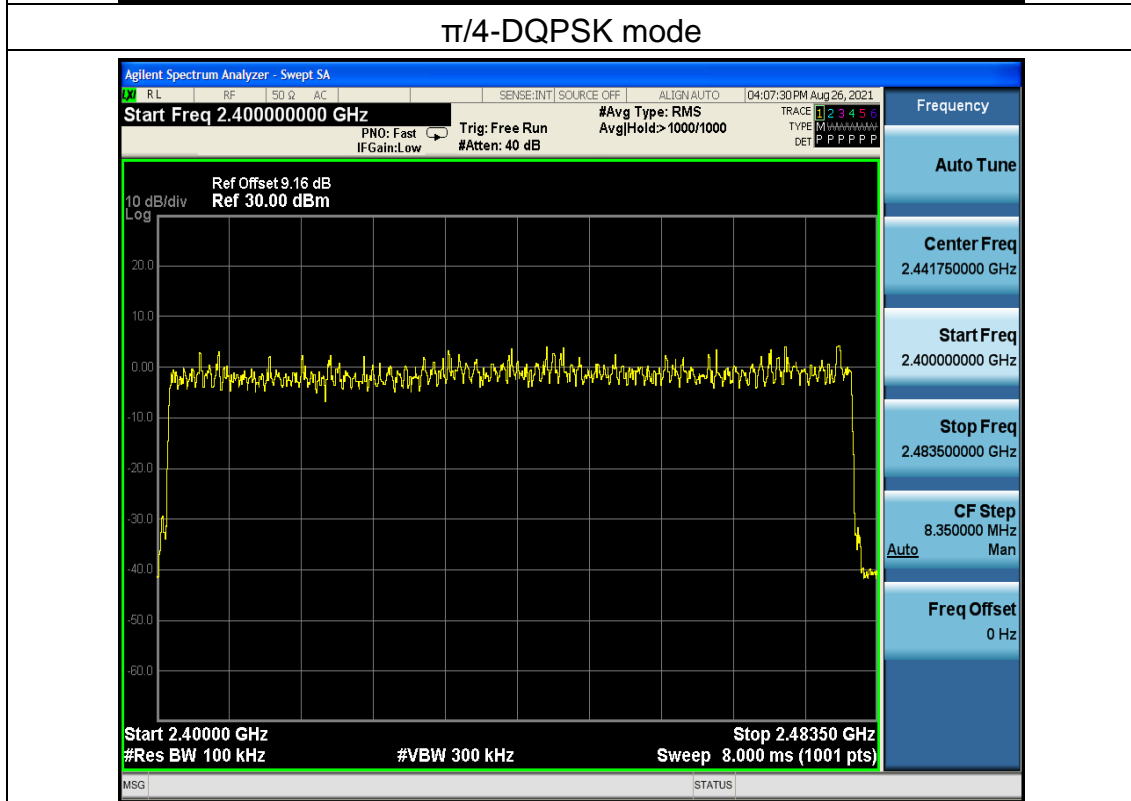 π/4-DQPSK mode
Agilent Spectrum Analyzer - Swept SA
LXI RL RF 50 Ω AC SENSE:INT SOURCE OFF ALIGN AUTO 04:07:30 PM Aug 26, 2021
Start Freq 2.400000000 GHz
PNO: Fast
IFGain:Low
Trig: Free Run
#Atten: 40 dB
#Avg Type: RMS
Avg|Hold:>1000/1000
TRACE 1 2 3 4 5 6
TYPE M WWWWW
DET P P P P P P
Frequency
Auto Tune
Center Freq
2.441750000 GHz
Start Freq
2.400000000 GHz
Stop Freq
2.483500000 GHz
CF Step
8.350000 MHz
Auto Man
Freq Offset
0 Hz
Ref Offset 9.16 dB
10 dB/div Ref 30.00 dBm
Log
20.0
10.0
0.00
-10.0
-20.0
-30.0
-40.0
-50.0
-60.0
Start 2.40000 GHz Stop 2.48350 GHz
#Res BW 100 kHz #VBW 300 kHz Sweep 8.000 ms (1001 pts)
MSG STATUS